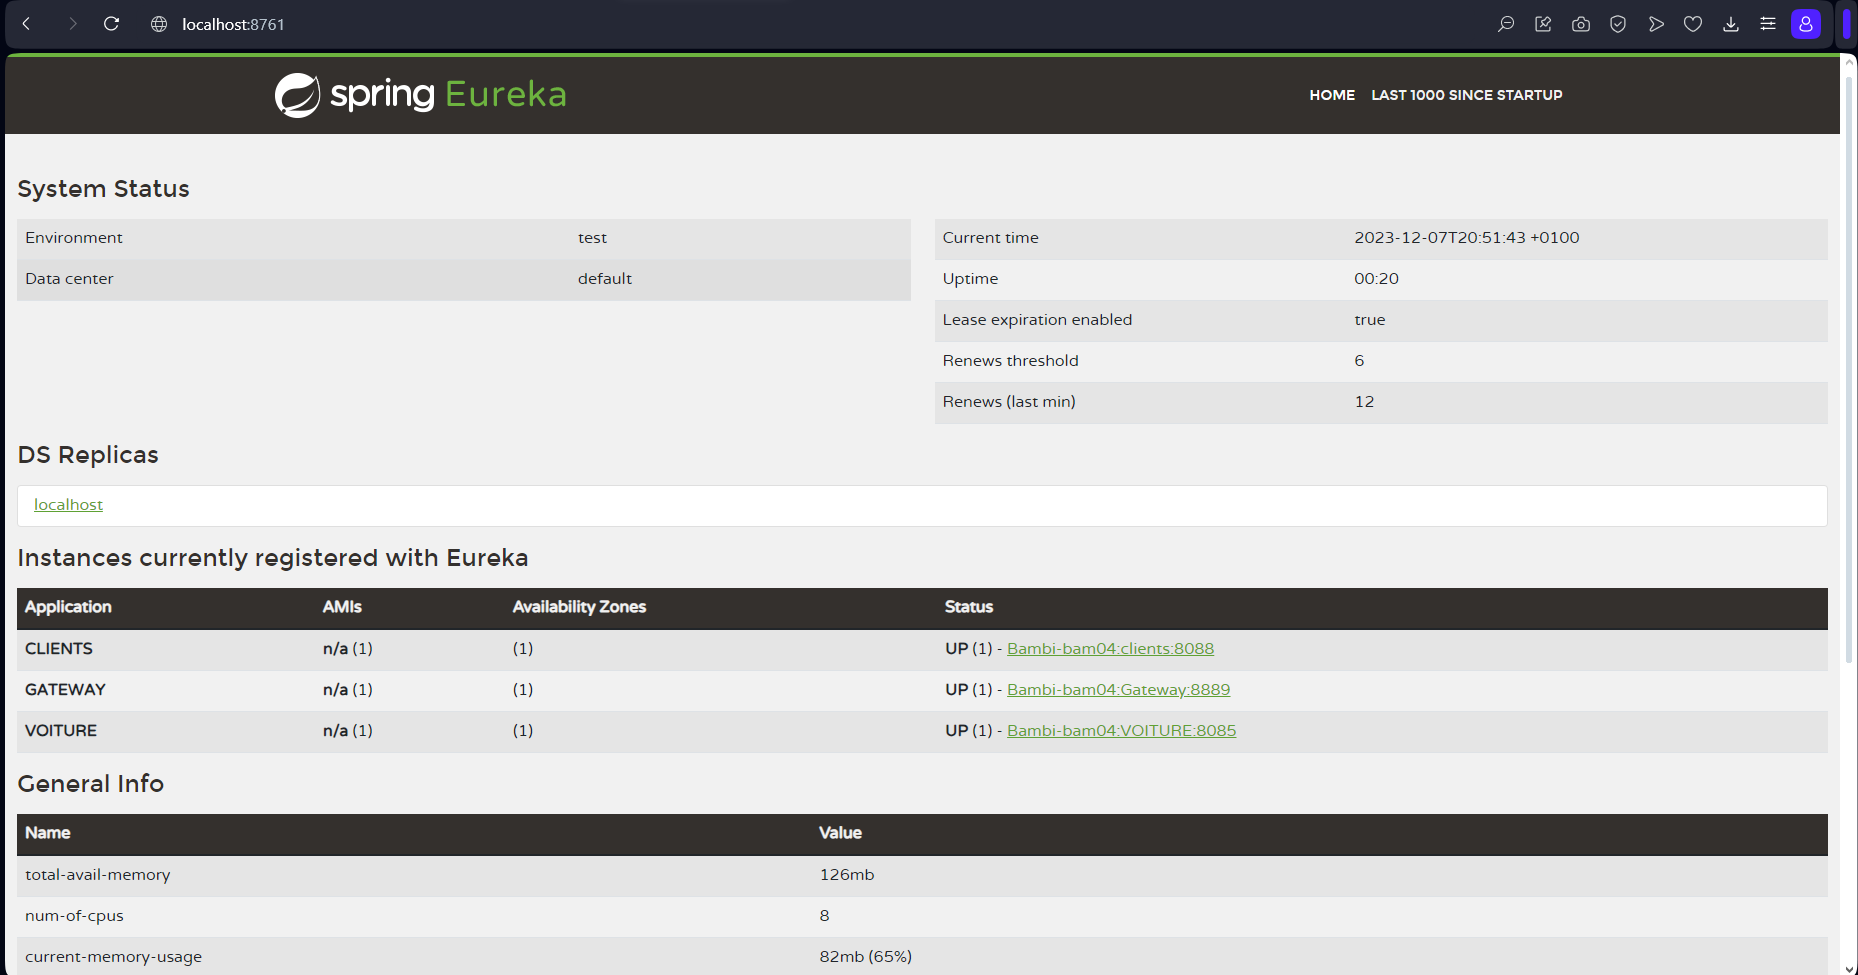 localhost:8761
spring Eureka
HOME LAST 1000 SINCE STARTUP
System Status
Environment test
Data center default
Current time 2023-12-07T20:51:43 +0100
Uptime 00:20
Lease expiration enabled true
Renews threshold 6
Renews (last min) 12
DS Replicas
localhost
Instances currently registered with Eureka
Application AMIs Availability Zones Status
CLIENTS n/a (1) (1) UP (1) - Bambi-bam04:clients:8088
GATEWAY n/a (1) (1) UP (1) - Bambi-bam04:Gateway:8889
VOITURE n/a (1) (1) UP (1) - Bambi-bam04:VOITURE:8085
General Info
Name Value
total-avail-memory 126mb
num-of-cpus 8
current-memory-usage 82mb (65%)